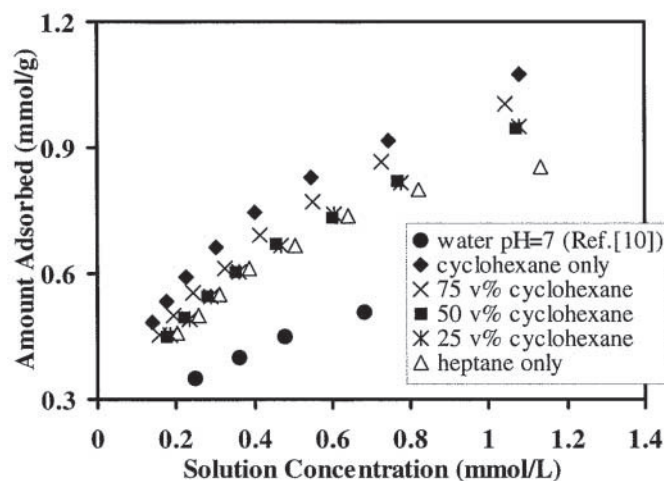 1.2
0.9
0.6
0.3
Amount Adsorbed (mmol/g)
water pH=7 (Ref.[10])
cyclohexane only
75 v% cyclohexane
50 v% cyclohexane
25 v% cyclohexane
heptane only
0 0.2 0.4 0.6 0.8 1 1.2 1.4
Solution Concentration (mmol/L)